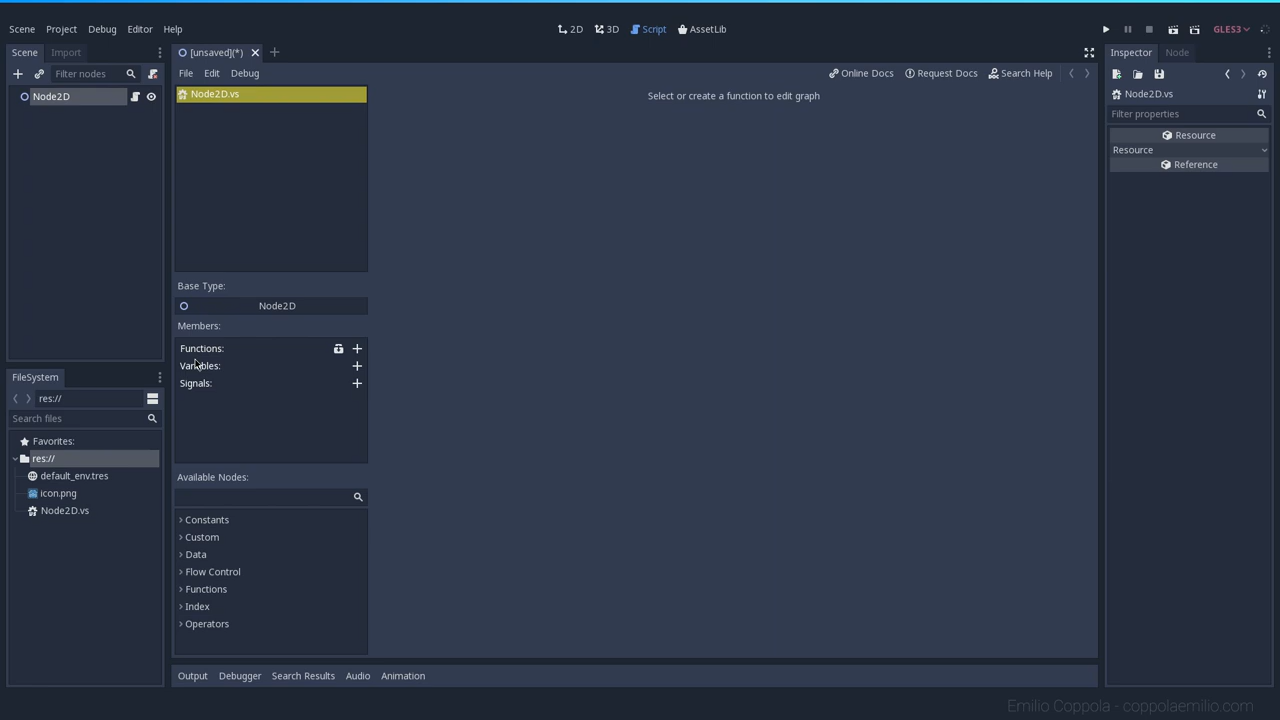 Scene Project Debug Editor Help
2D 3D Script AssetLib
GLES3
Scene Import
Filter nodes
Node2D
[unsaved](*)
File Edit Debug
Online Docs Request Docs Search Help
Node2D.vs
Select or create a function to edit graph
Base Type:
Node2D
Members:
Functions:
Variables:
Signals:
Available Nodes:
Constants
Custom
Data
Flow Control
Functions
Index
Operators
FileSystem
res://
Search files
Favorites:
res://
default_env.tres
icon.png
Node2D.vs
Output Debugger Search Results Audio Animation
Inspector Node
Node2D.vs
Filter properties
Resource
Resource
Reference
Emilio Coppola - coppolaemilio.com